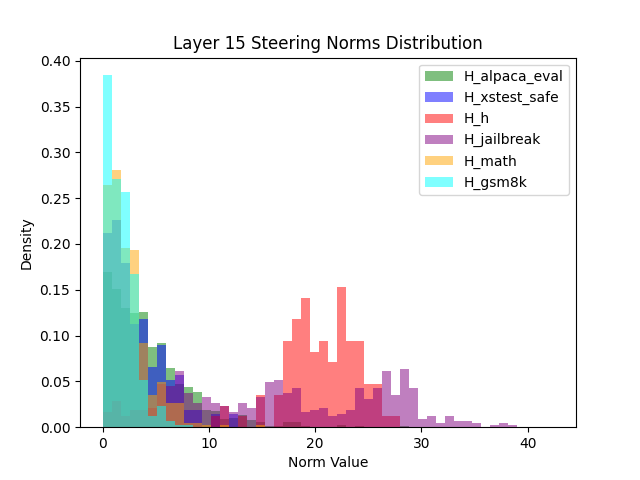 Layer 15 Steering Norms Distribution
0.40
0.35
0.30
0.25
0.20
0.15
0.10
0.05
0.00
Density
H_alpaca_eval
H_xstest_safe
H_h
H_jailbreak
H_math
H_gsm8k
0
10
20
30
40
Norm Value